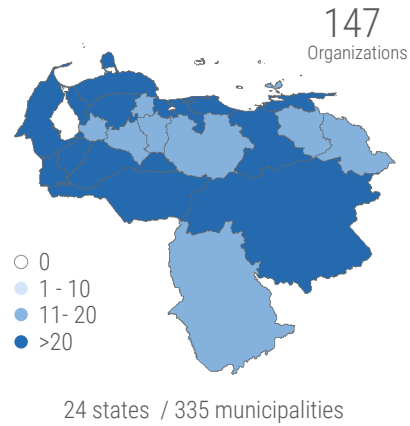 147
Organizations
0
1 - 10
11- 20
>20
24 states / 335 municipalities